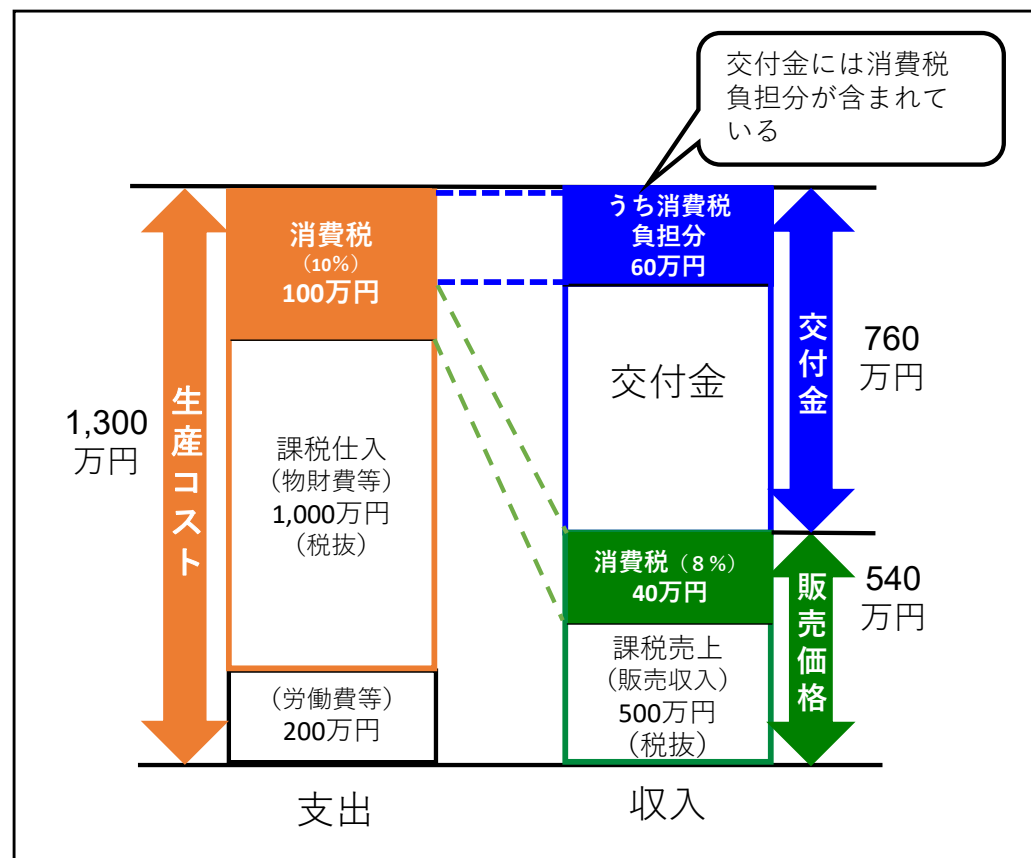 交付金には消費税
負担分が含まれて
いる
消費税
（10%）
100万円
うち消費税
負担分
60万円
生産コスト
1,300
万円
課税仕入
（物財費等）
1,000万円
（税抜）
(労働費等)
200万円
交付金
交付金
760
万円
消費税（８%）
40万円
課税売上
(販売収入)
500万円
（税抜）
販売価格
540
万円
支出
収入